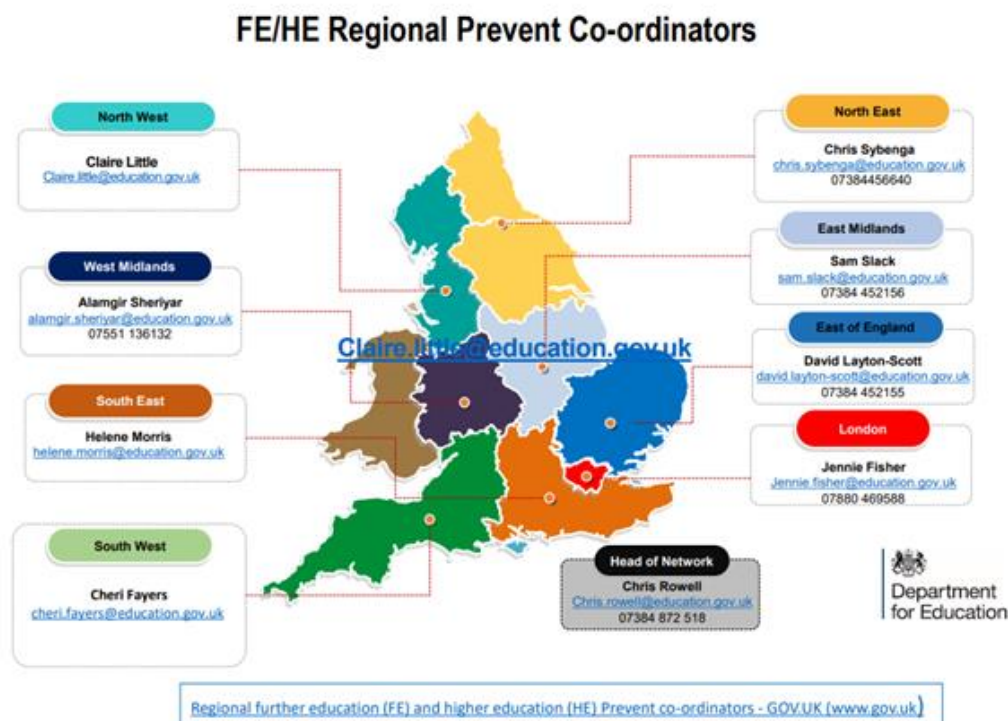 FE/HE Regional Prevent Co-ordinators
North West
Claire Little
Claire.little@education.gov.uk
West Midlands
Alamgir Sheriyar
alamgir.sheriyar@education.gov.uk
07551 136132
South East
Helene Morris
helene.morris@education.gov.uk
South West
Cheri Fayers
cheri.fayers@education.gov.uk
Claire.little@education.gov.uk
North East
Chris Sybenga
chris.sybenga@education.gov.uk
07384456640
East Midlands
Sam Slack
sam.slack@education.gov.uk
07384 452156
East of England
David Layton-Scott
david.layton-scott@education.gov.uk
07384 452155
London
Jennie Fisher
Jennie.fisher@education.gov.uk
07880 469588
Head of Network
Chris Rowell
Chris.rowell@education.gov.uk
07384 872 518
Department
for Education
Regional further education (FE) and higher education (HE) Prevent co-ordinators - GOV.UK (www.gov.uk)